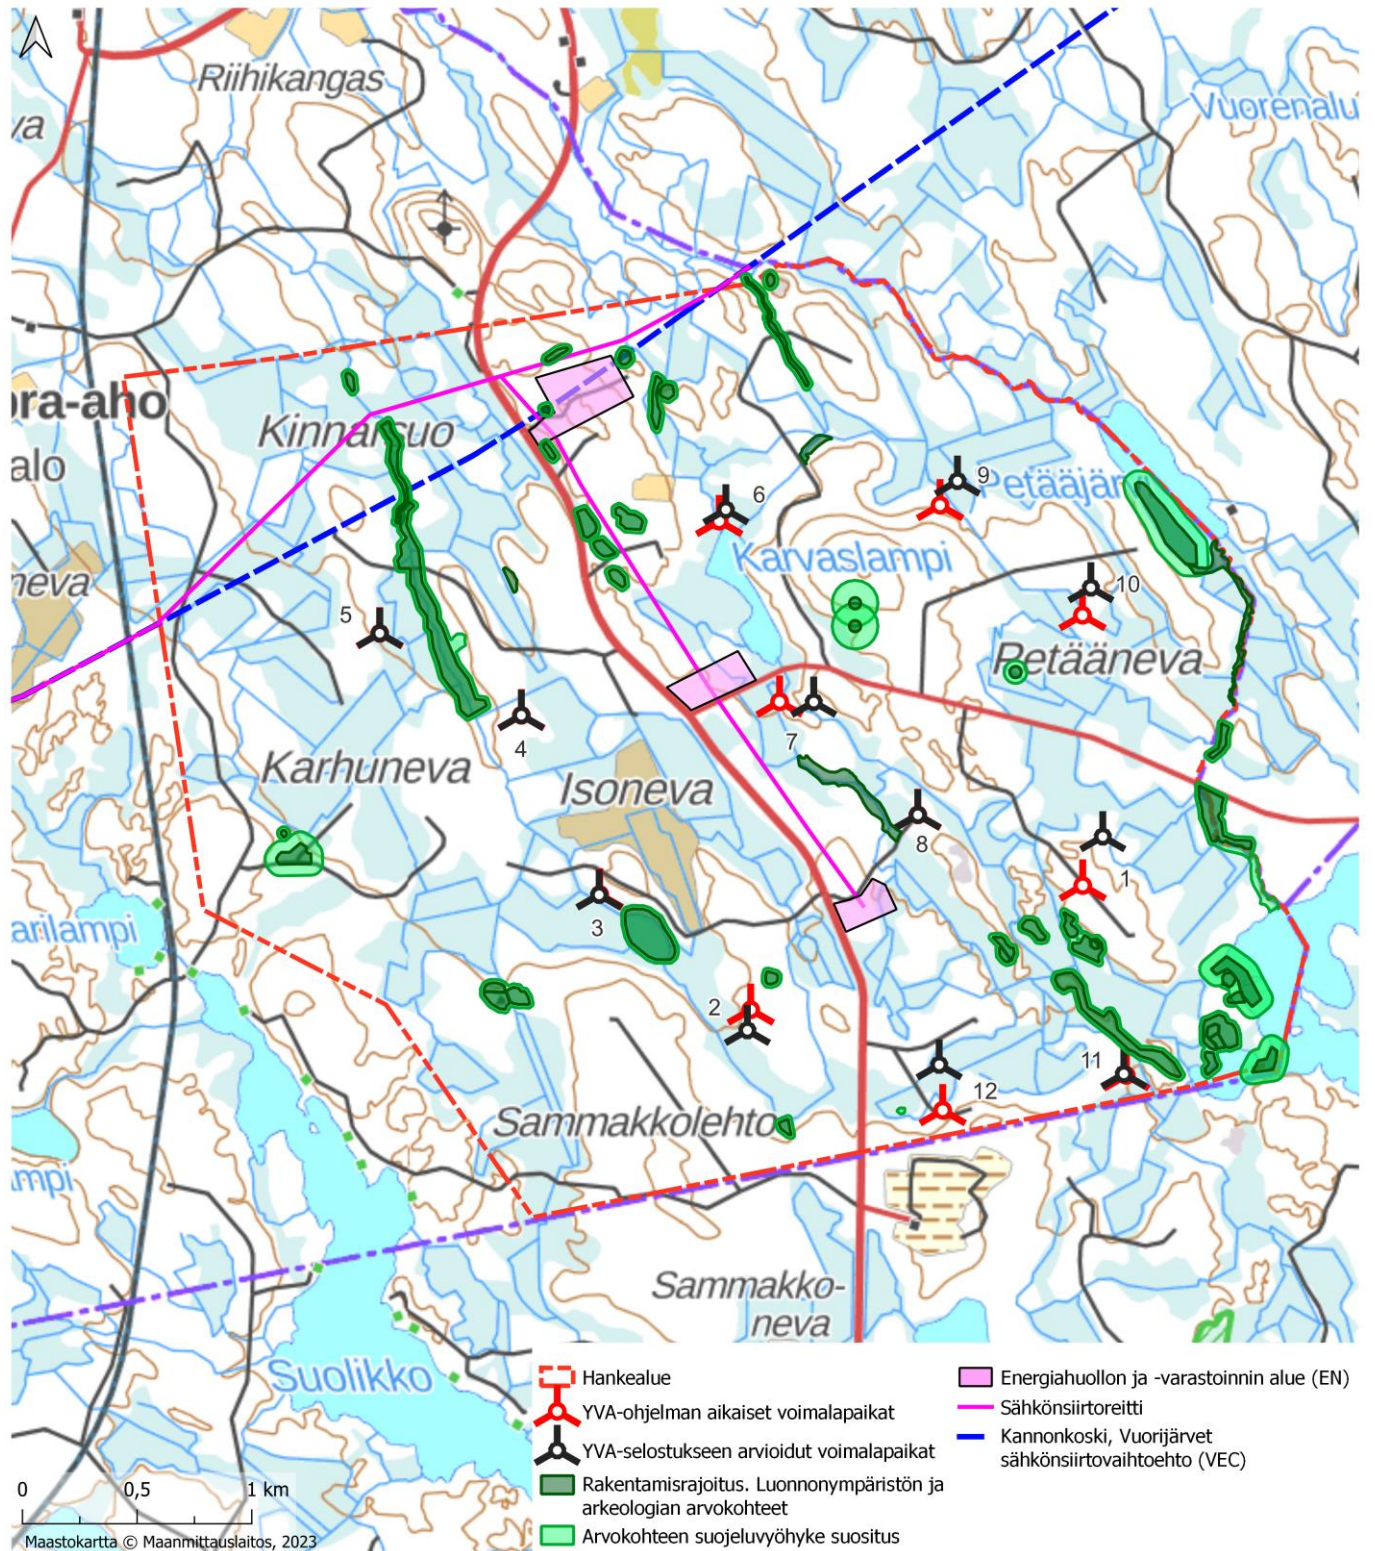 Riihikangas
Vuorenalu
va
ora-aho
Kinnarsuo
alo
9
Petääjär
6
Karvaslampi
10
neva
5
Petääneva
4
7
Karhuneva
Isoneva
8
1
3
arilampi
2
11
12
Sammakkolehto
mpi
Sammakko-
neva
Suolikko
Hankealue
YVA-ohjelman aikaiset voimalapaikat
YVA-selostukseen arvioidut voimalapaikat
Rakentamisrajoitus. Luonnonympäristön ja
arkeologian arvokohteet
Arvokohteen suojeluvyöhyke suositus
Energiahuollon ja -varastoinnin alue (EN)
Sähkönsiirtoreitti
Kannonkoski, Vuorijärvet
sähkönsiirtovaihtoehto (VEC)
0 0,5 1 km
Maastokartta © Maanmittauslaitos, 2023